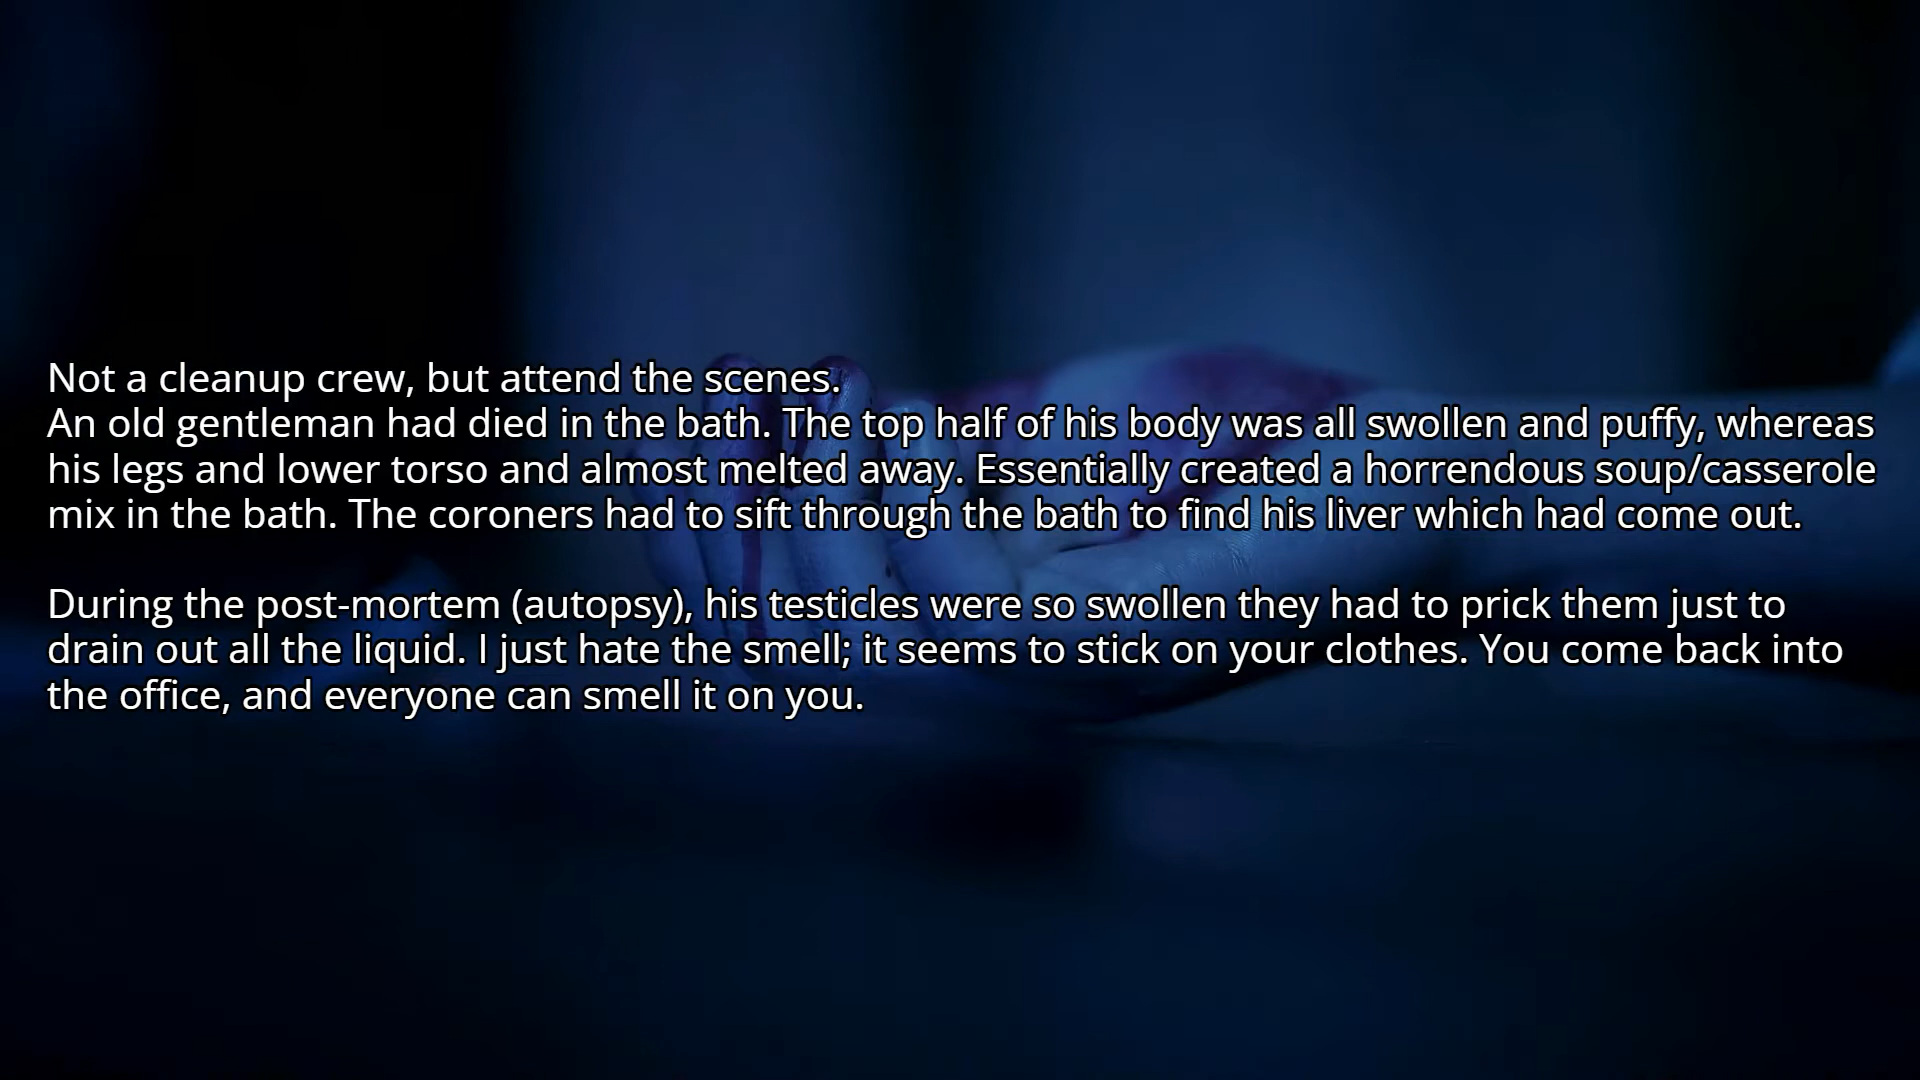 Not a cleanup crew, but attend the scenes.
An old gentleman had died in the bath. The top half of his body was all swollen and puffy, whereas
his legs and lower torso and almost melted away. Essentially created a horrendous soup/casserole
mix in the bath. The coroners had to sift through the bath to find his liver which had come out.
During the post-mortem (autopsy), his testicles were so swollen they had to prick them just to
drain out all the liquid. I just hate the smell; it seems to stick on your clothes. You come back into
the office, and everyone can smell it on you.